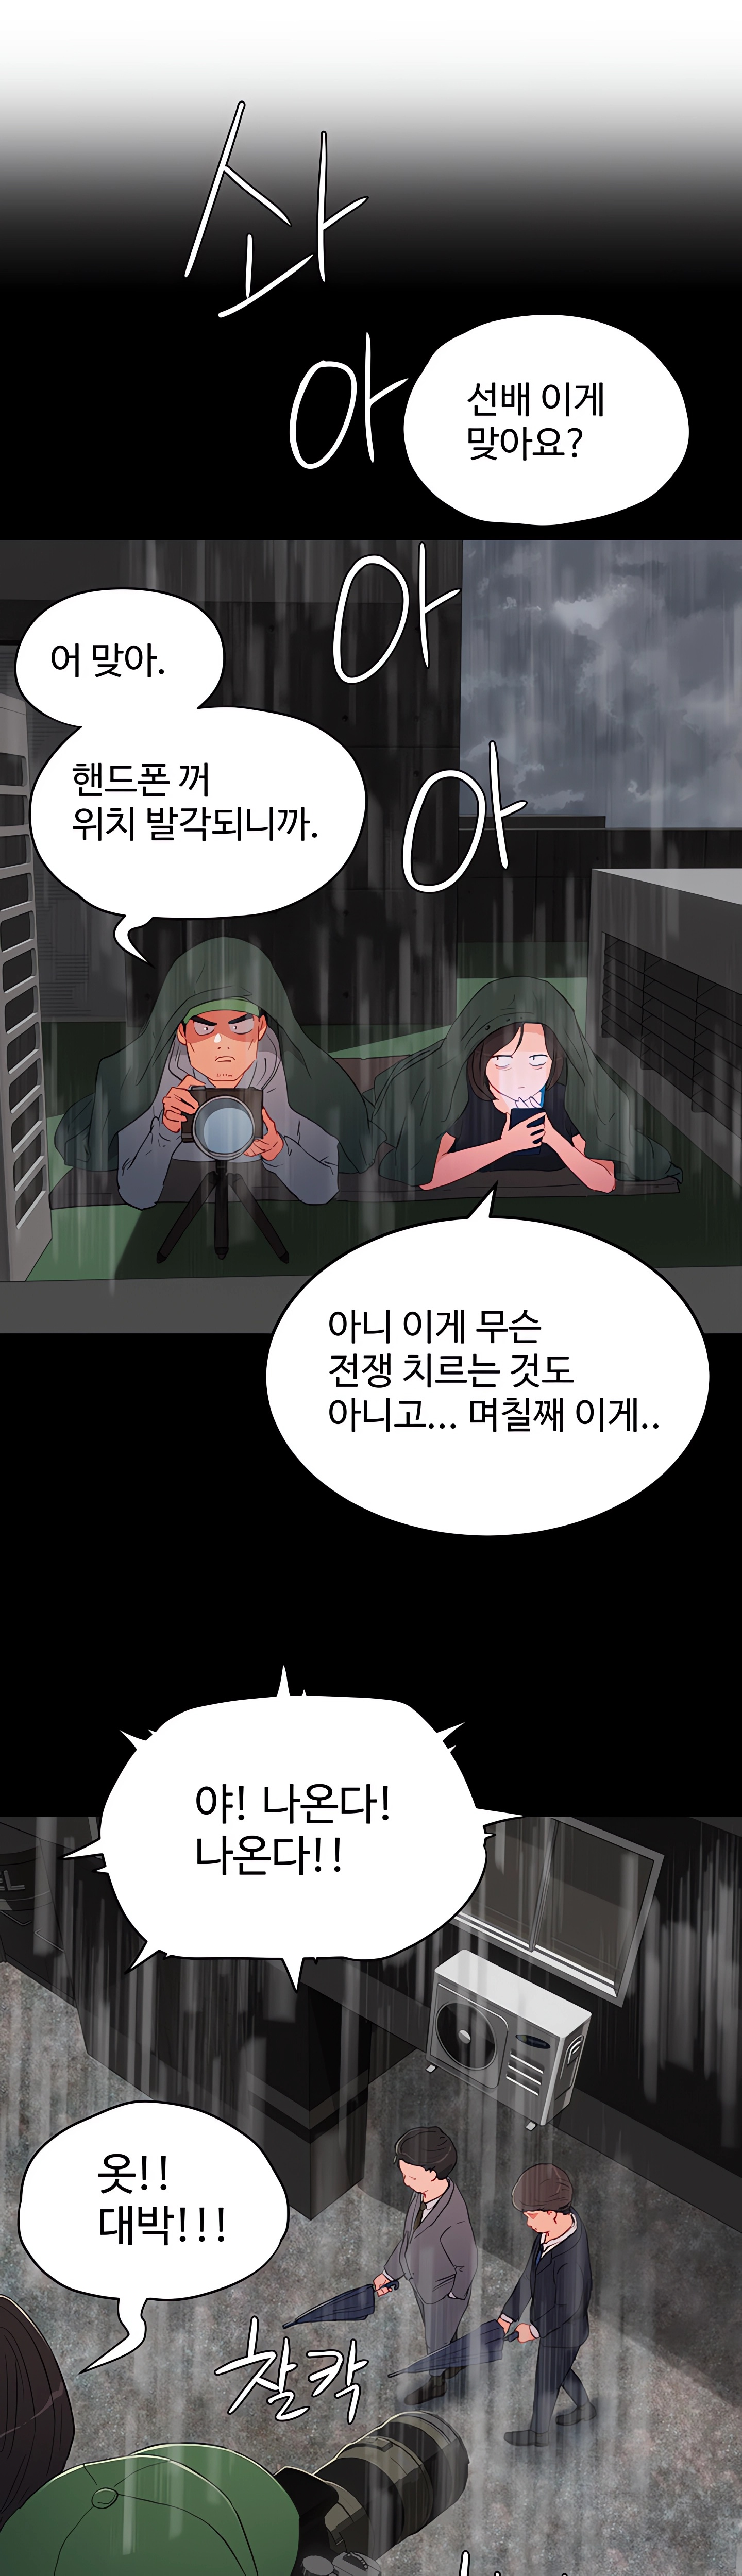 솨
아
선배 이게
맞아요?
아
어 맞아.
핸드폰 꺼
위치 발각되니까.
아
아니 이게 무슨
전쟁 치르는 것도
아니고... 며칠째 이게..
야! 나온다!
나온다!!
옷!!
대박!!!
찰칵